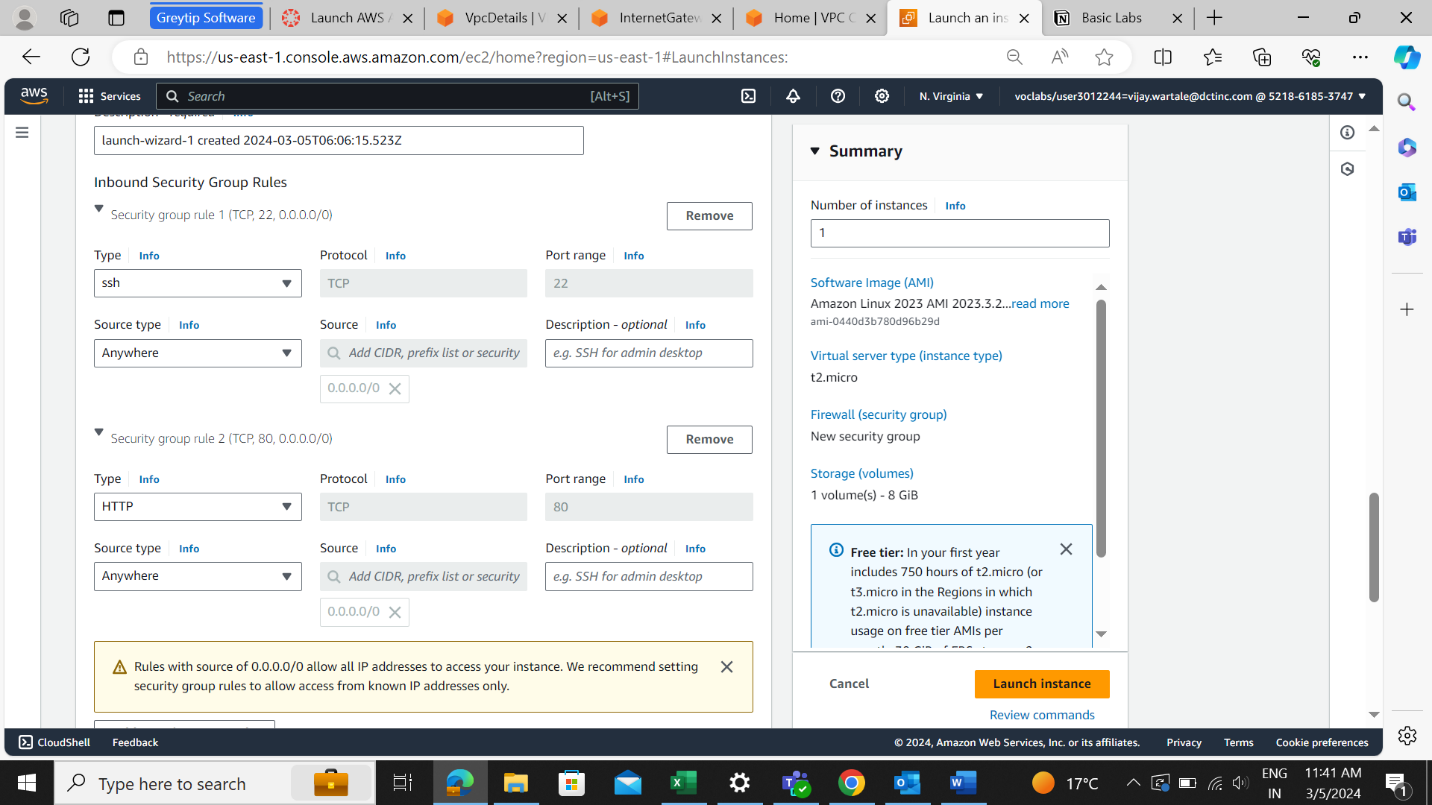 Greytip Software
Launch AWS A
VpcDetails | V
InternetGatew
Home | VPC C
Launch an ins
Basic Labs
https://us-east-1.console.aws.amazon.com/ec2/home?region=us-east-1#LaunchInstances:
aws
Services
Search
[Alt+S]
N. Virginia
voclabs/user3012244=vijay.wartale@dctinc.com @ 5218-6185-3747
launch-wizard-1 created 2024-03-05T06:06:15.523Z
Inbound Security Group Rules
Security group rule 1 (TCP, 22, 0.0.0.0/0)
Remove
Type Info
Protocol Info
Port range Info
ssh
TCP
22
Source type Info
Source Info
Description - optional Info
Anywhere
Add CIDR, prefix list or security
e.g. SSH for admin desktop
0.0.0.0/0
Security group rule 2 (TCP, 80, 0.0.0.0/0)
Remove
Type Info
Protocol Info
Port range Info
HTTP
TCP
80
Source type Info
Source Info
Description - optional Info
Anywhere
Add CIDR, prefix list or security
e.g. SSH for admin desktop
0.0.0.0/0
Rules with source of 0.0.0.0/0 allow all IP addresses to access your instance. We recommend setting
security group rules to allow access from known IP addresses only.
Summary
Number of instances Info
1
Software Image (AMI)
Amazon Linux 2023 AMI 2023.3.2...read more
ami-0440d3b780d96b29d
Virtual server type (instance type)
t2.micro
Firewall (security group)
New security group
Storage (volumes)
1 volume(s) - 8 GiB
Free tier: In your first year
includes 750 hours of t2.micro (or
t3.micro in the Regions in which
t2.micro is unavailable) instance
usage on free tier AMIs per
Cancel
Launch instance
Review commands
CloudShell
Feedback
© 2024, Amazon Web Services, Inc. or its affiliates.
Privacy
Terms
Cookie preferences
Type here to search
17°C
ENG
IN
11:41 AM
3/5/2024
1